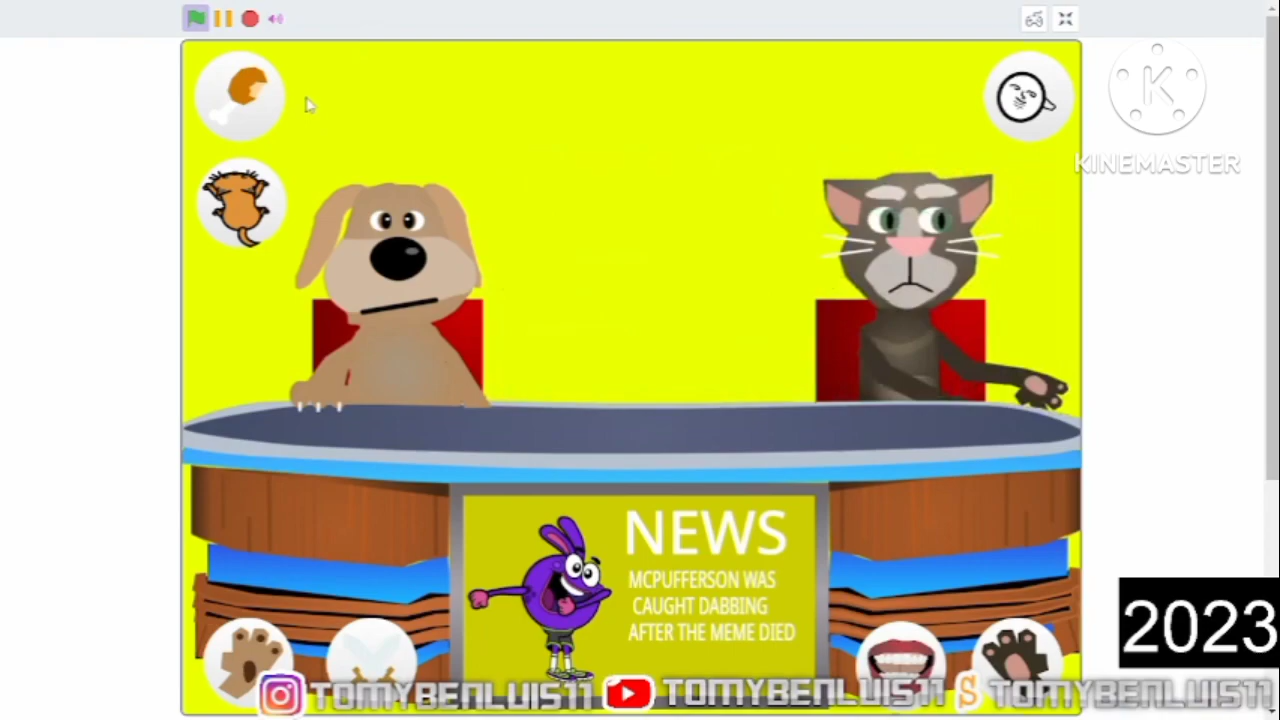 K
KINEMASTER
NEWS
MCPUFFERSON WAS
CAUGHT DABBING
AFTER THE MEME DIED
2023
TOMYBENLUIS11 TOMYBENLUIS11 S TOMYBENLUIS11